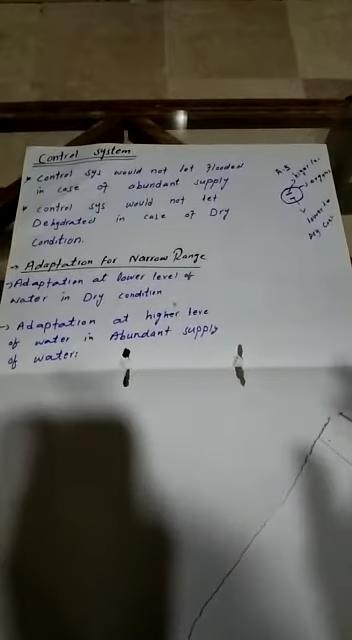 Control System
* Control sys would not let flooded
in case of abundant supply
* Control sys would not let
Dehydrated in case of Dry
Condition.
→ Adaptation for Narrow Range
→ Adaptation at lower level of
water in Dry condition
→ Adaptation at higher leve
of water in Abundant supply
of water: